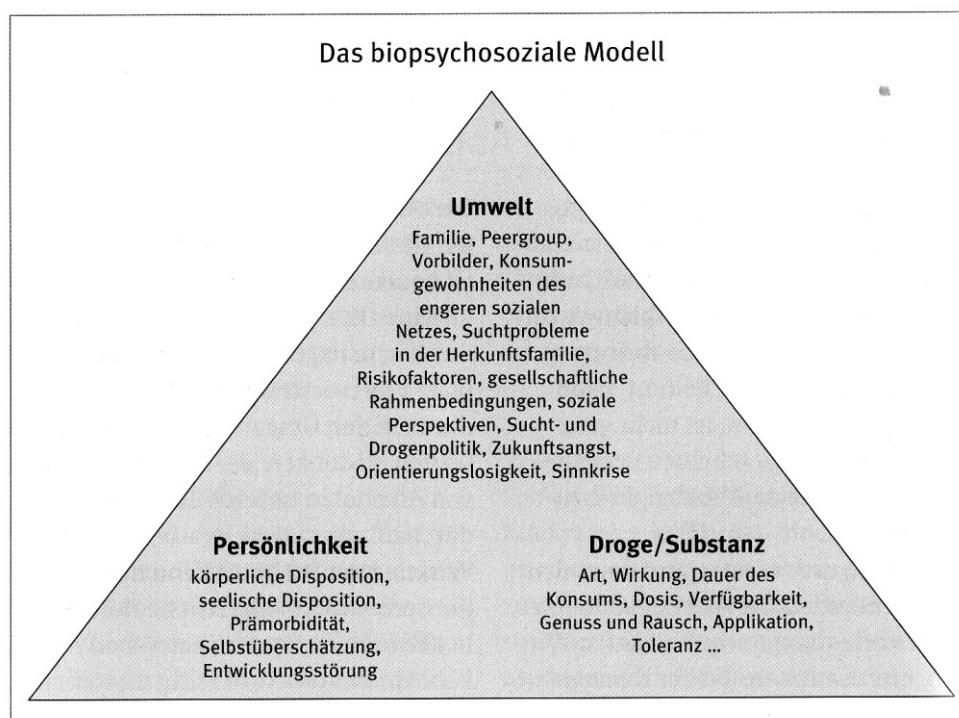 Das biopsychosoziale Modell
Umwelt
Familie, Peergroup,
Vorbilder, Konsum-
gewohnheiten des
engeren sozialen
Netzes, Suchtprobleme
in der Herkunftsfamilie,
Risikofaktoren, gesellschaftliche
Rahmenbedingungen, soziale
Perspektiven, Sucht- und
Drogenpolitik, Zukunftsangst,
Orientierungslosigkeit, Sinnkrise
Persönlichkeit
körperliche Disposition,
seelische Disposition,
Prämorbidität,
Selbstüberschätzung,
Entwicklungsstörung
Droge/Substanz
Art, Wirkung, Dauer des
Konsums, Dosis, Verfügbarkeit,
Genuss und Rausch, Applikation,
Toleranz ...